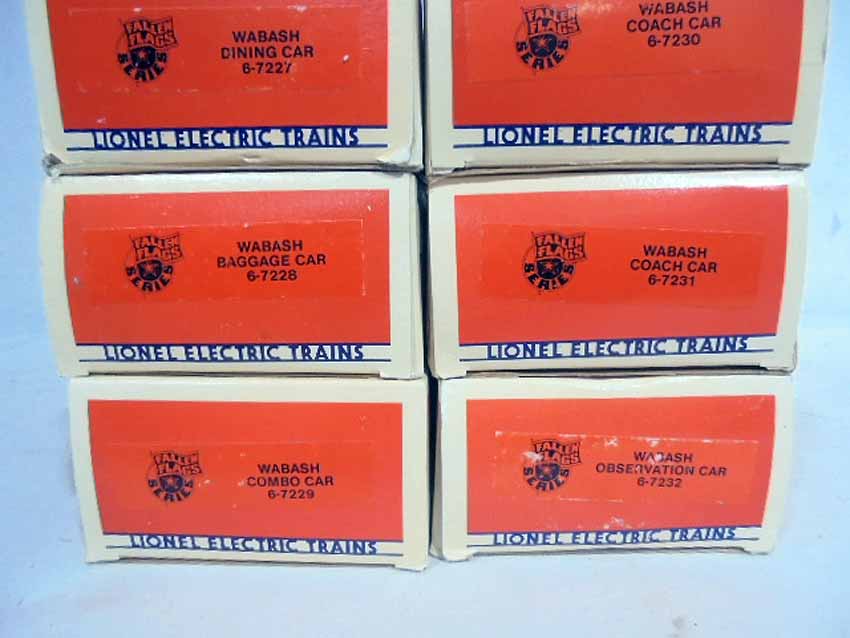 FALLEN
FLAGS
SERIES
WABASH
DINING CAR
6-7227
LIONEL ELECTRIC TRAINS
FALLEN
FLAGS
SERIES
WABASH
COACH CAR
6-7230
LIONEL ELECTRIC TRAINS
FALLEN
FLAGS
SERIES
WABASH
BAGGAGE CAR
6-7228
LIONEL ELECTRIC TRAINS
FALLEN
FLAGS
SERIES
WABASH
COACH CAR
6-7231
LIONEL ELECTRIC TRAINS
FALLEN
FLAGS
SERIES
WABASH
COMBO CAR
6-7229
LIONEL ELECTRIC TRAINS
FALLEN
FLAGS
SERIES
WABASH
OBSERVATION CAR
6-7232
LIONEL ELECTRIC TRAINS